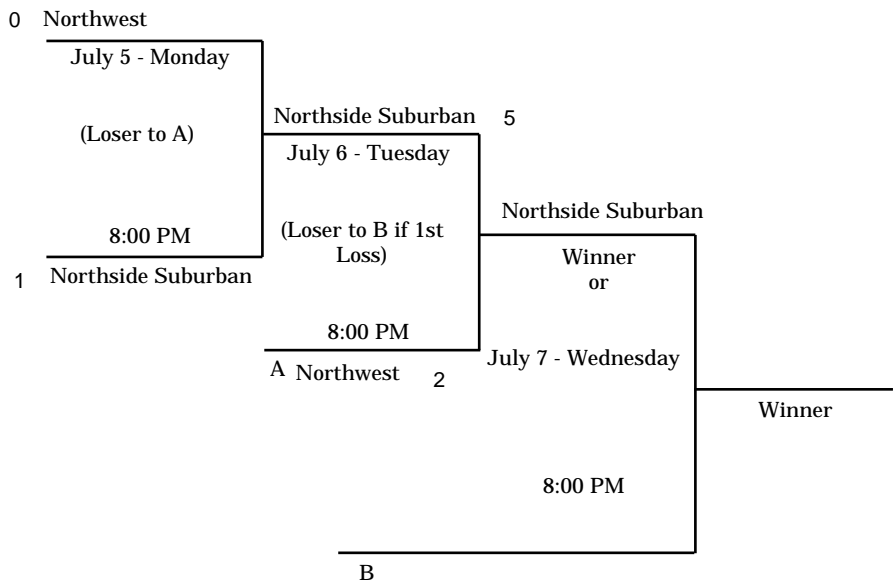 0 Northwest
July 5 - Monday
(Loser to A)
8:00 PM
1 Northside Suburban
Northside Suburban 5
July 6 - Tuesday
(Loser to B if 1st
Loss)
8:00 PM
A Northwest 2
Northside Suburban
Winner
or
July 7 - Wednesday
8:00 PM
B
Winner